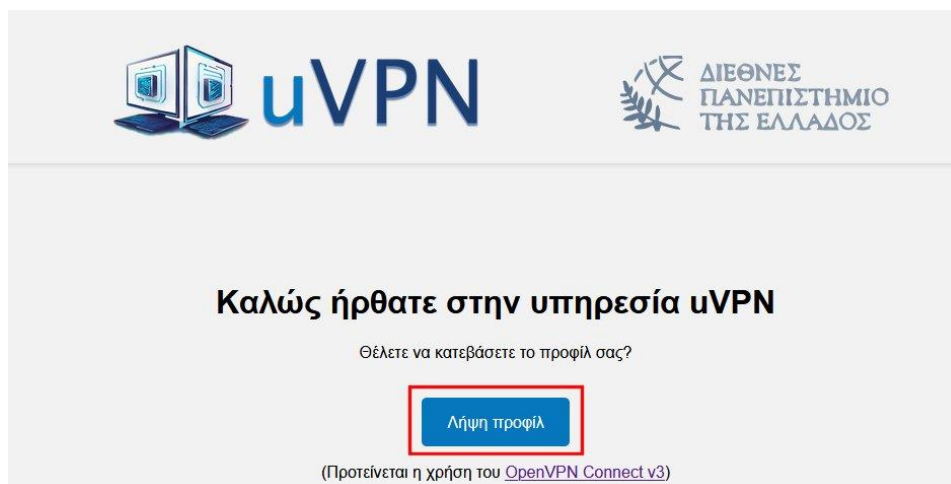 uVPN
ΔΙΕΘΝΕΣ
ΠΑΝΕΠΙΣΤΗΜΙΟ
ΤΗΣ ΕΛΛΑΔΟΣ
Καλώς ήρθατε στην υπηρεσία uVPN
Θέλετε να κατεβάσετε το προφίλ σας?
Λήψη προφίλ
(Προτείνεται η χρήση του OpenVPN Connect v3)